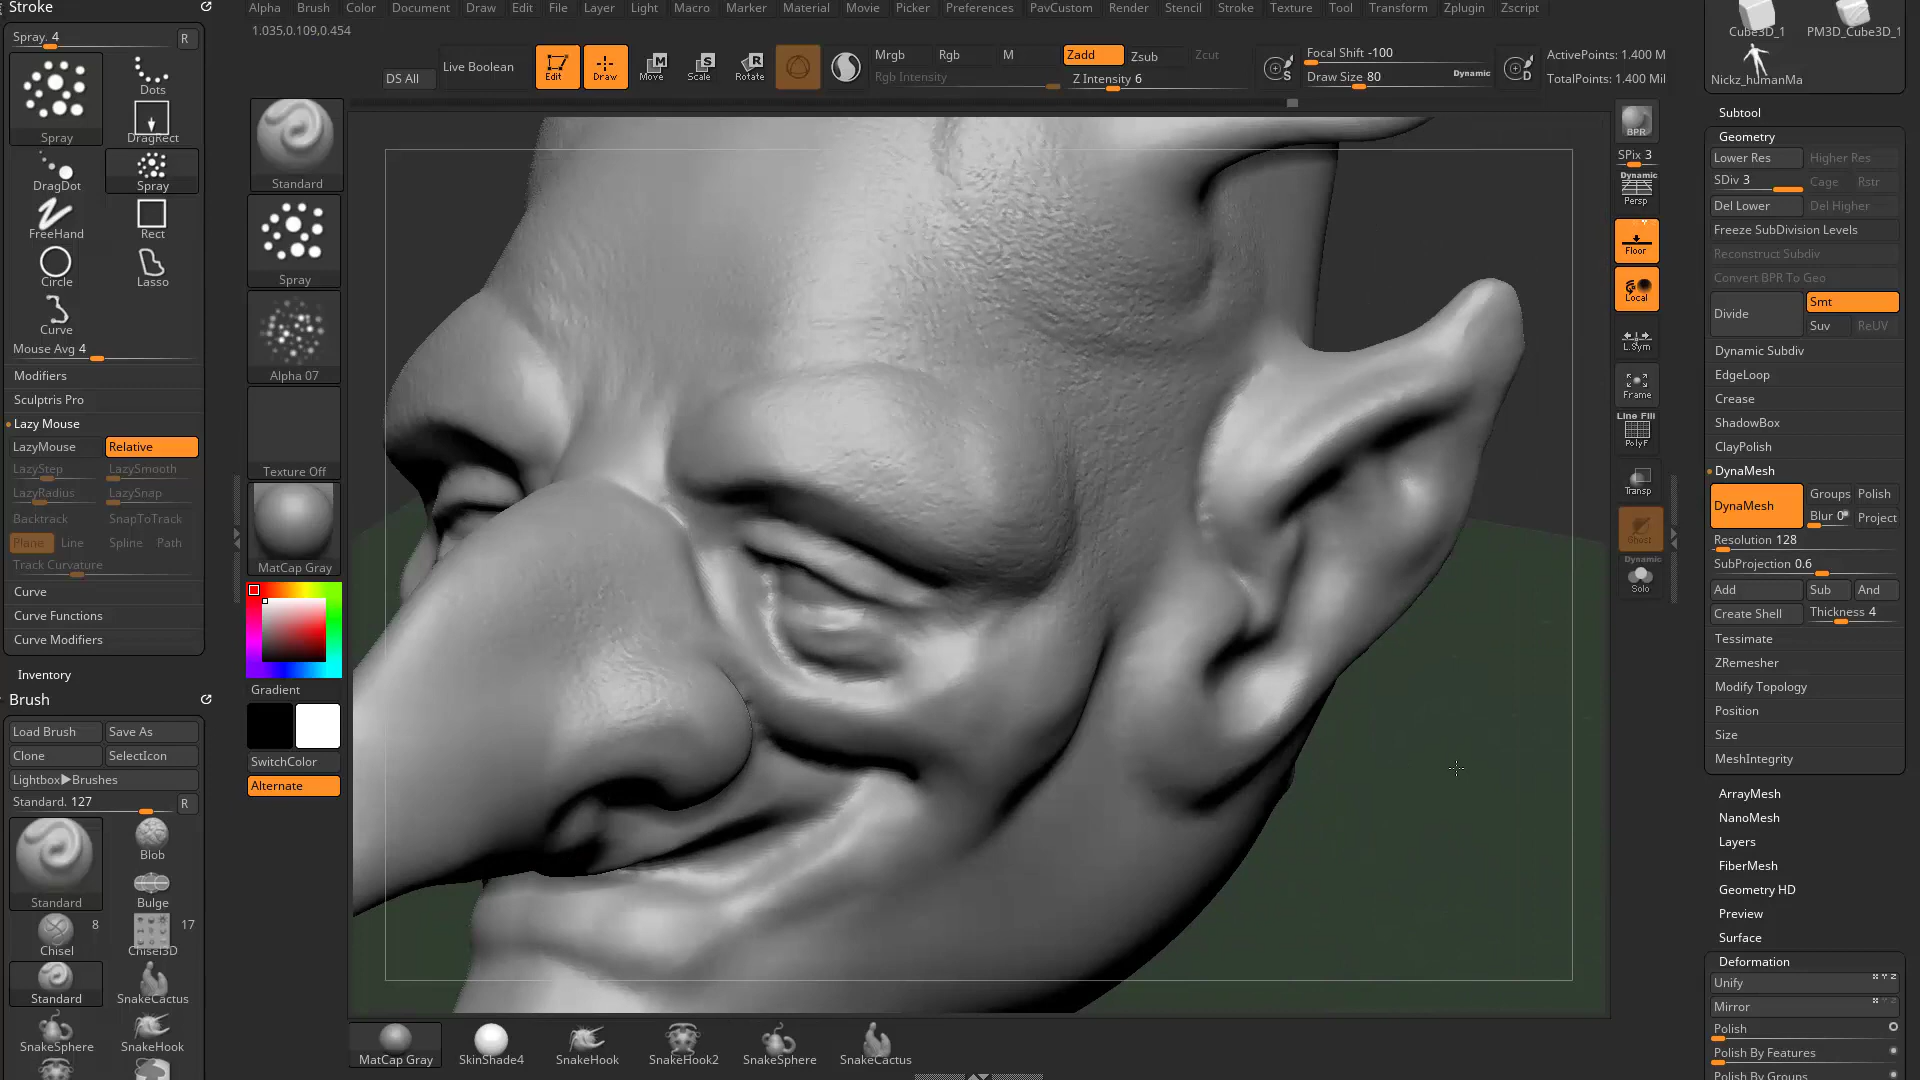 Stroke
Spray. 4
R
Spray
Dots
DragRect
DragDot
Spray
FreeHand
Rect
Circle
Lasso
Curve
Mouse Avg 4
Modifiers
Sculptris Pro
Lazy Mouse
LazyMouse
Relative
LazyStep
LazySmooth
LazyRadius
LazySnap
Backtrack
SnapToTrack
Plane
Line
Spline
Path
Track Curvature
Curve
Curve Functions
Curve Modifiers
Inventory
Brush
Load Brush
Save As
Clone
SelectIcon
Lightbox▶Brushes
Standard. 127
R
Standard
Blob
Bulge
Chisel
8
Chisel3D
17
Standard
SnakeCactus
SnakeSphere
SnakeHook
Alpha Brush Color Document Draw Edit File Layer Light Macro Marker Material Movie Picker Preferences PavCustom Render Stencil Stroke Texture Tool Transform Zplugin Zscript
1.035,0.109,0.454
DS All
Live Boolean
Edit
Draw
Move
M
Scale
S
Rotate
R
Mrgb
Rgb
M
Rgb Intensity
Zadd
Zsub
Zcut
Z Intensity 6
S
Focal Shift -100
Draw Size 80
Dynamic
D
ActivePoints: 1.400 M
TotalPoints: 1.400 Mil
Standard
Spray
Alpha 07
Texture Off
MatCap Gray
Gradient
SwitchColor
Alternate
BPR
SPix 3
Dynamic
Persp
Floor
Local
L.Sym
Frame
Line Fill
PolyF
Transp
Ghost
Dynamic
Solo
MatCap Gray
SkinShade4
SnakeHook
SnakeHook2
SnakeSphere
SnakeCactus
Cube3D_1
PM3D_Cube3D_1
Nickz_humanMa
Subtool
Geometry
Lower Res
Higher Res
SDiv 3
Cage
Rstr
Del Lower
Del Higher
Freeze SubDivision Levels
Reconstruct Subdiv
Convert BPR To Geo
Divide
Smt
Suv
ReUV
Dynamic Subdiv
EdgeLoop
Crease
ShadowBox
ClayPolish
DynaMesh
DynaMesh
Groups
Polish
Blur 0
Project
Resolution 128
SubProjection 0.6
Add
Sub
And
Create Shell
Thickness 4
Tessimate
ZRemesher
Modify Topology
Position
Size
MeshIntegrity
ArrayMesh
NanoMesh
Layers
FiberMesh
Geometry HD
Preview
Surface
Deformation
Unify
Mirror
Polish
Polish By Features
Polish By Groups